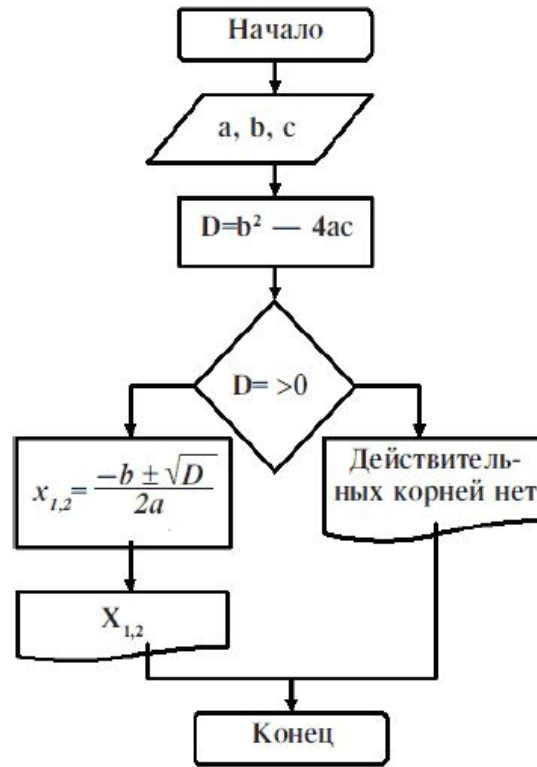 Начало
a, b, c
D=b² — 4ac
D= >0
x₁,₂= −b ± √D / 2a
Действитель-
ных корней нет
X₁,₂
Конец